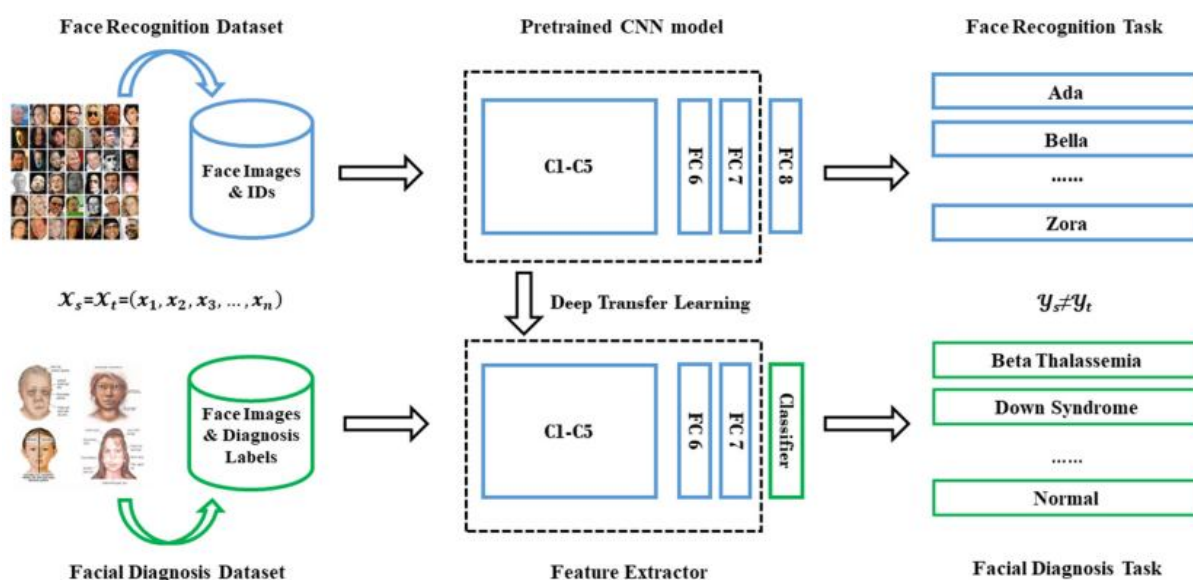 Face Recognition Dataset
Pretrained CNN model
Face Recognition Task
Face Images
& IDs
C1-C5
FC 6
FC 7
FC 8
Ada
Bella
......
Zora
𝒳ₛ=𝒳ₜ=(𝒙₁, 𝒙₂, 𝒙₃, ..., 𝒙ₙ)
Deep Transfer Learning
𝒴ₛ≠𝒴ₜ
Face Images
& Diagnosis
Labels
C1-C5
FC 6
FC 7
Classifier
Beta Thalassemia
Down Syndrome
......
Normal
Facial Diagnosis Dataset
Feature Extractor
Facial Diagnosis Task